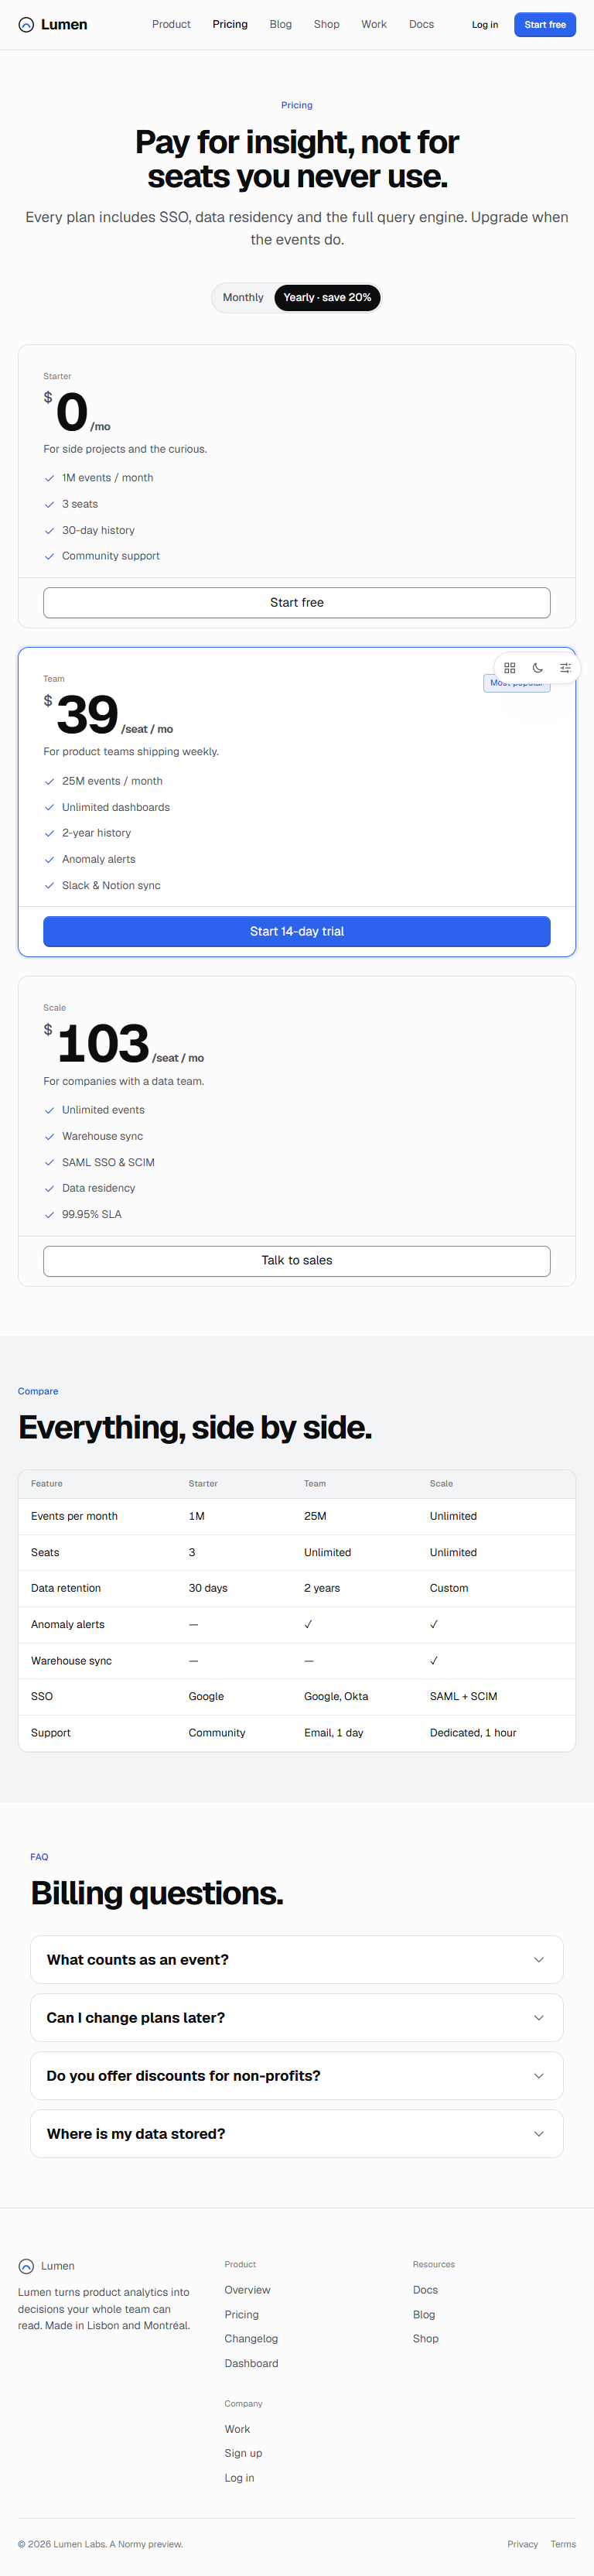 Lumen
Product
Pricing
Blog
Shop
Work
Docs
Log in
Start free
Pricing
Pay for insight, not for
seats you never use.
Every plan includes SSO, data residency and the full query engine. Upgrade when
the events do.
Monthly
Yearly · save 20%
Starter
$0/mo
For side projects and the curious.
1M events / month
3 seats
30-day history
Community support
Start free
Team
Most popular
$39/seat / mo
For product teams shipping weekly.
25M events / month
Unlimited dashboards
2-year history
Anomaly alerts
Slack & Notion sync
Start 14-day trial
Scale
$103/seat / mo
For companies with a data team.
Unlimited events
Warehouse sync
SAML SSO & SCIM
Data residency
99.95% SLA
Talk to sales
Compare
Everything, side by side.
Feature Starter Team Scale
Events per month 1M 25M Unlimited
Seats 3 Unlimited Unlimited
Data retention 30 days 2 years Custom
Anomaly alerts — ✓ ✓
Warehouse sync — — ✓
SSO Google Google, Okta SAML + SCIM
Support Community Email, 1 day Dedicated, 1 hour
FAQ
Billing questions.
What counts as an event?
Can I change plans later?
Do you offer discounts for non-profits?
Where is my data stored?
Lumen
Lumen turns product analytics into
decisions your whole team can
read. Made in Lisbon and Montréal.
Product
Overview
Pricing
Changelog
Dashboard
Resources
Docs
Blog
Shop
Company
Work
Sign up
Log in
© 2026 Lumen Labs. A Normy preview.
Privacy
Terms